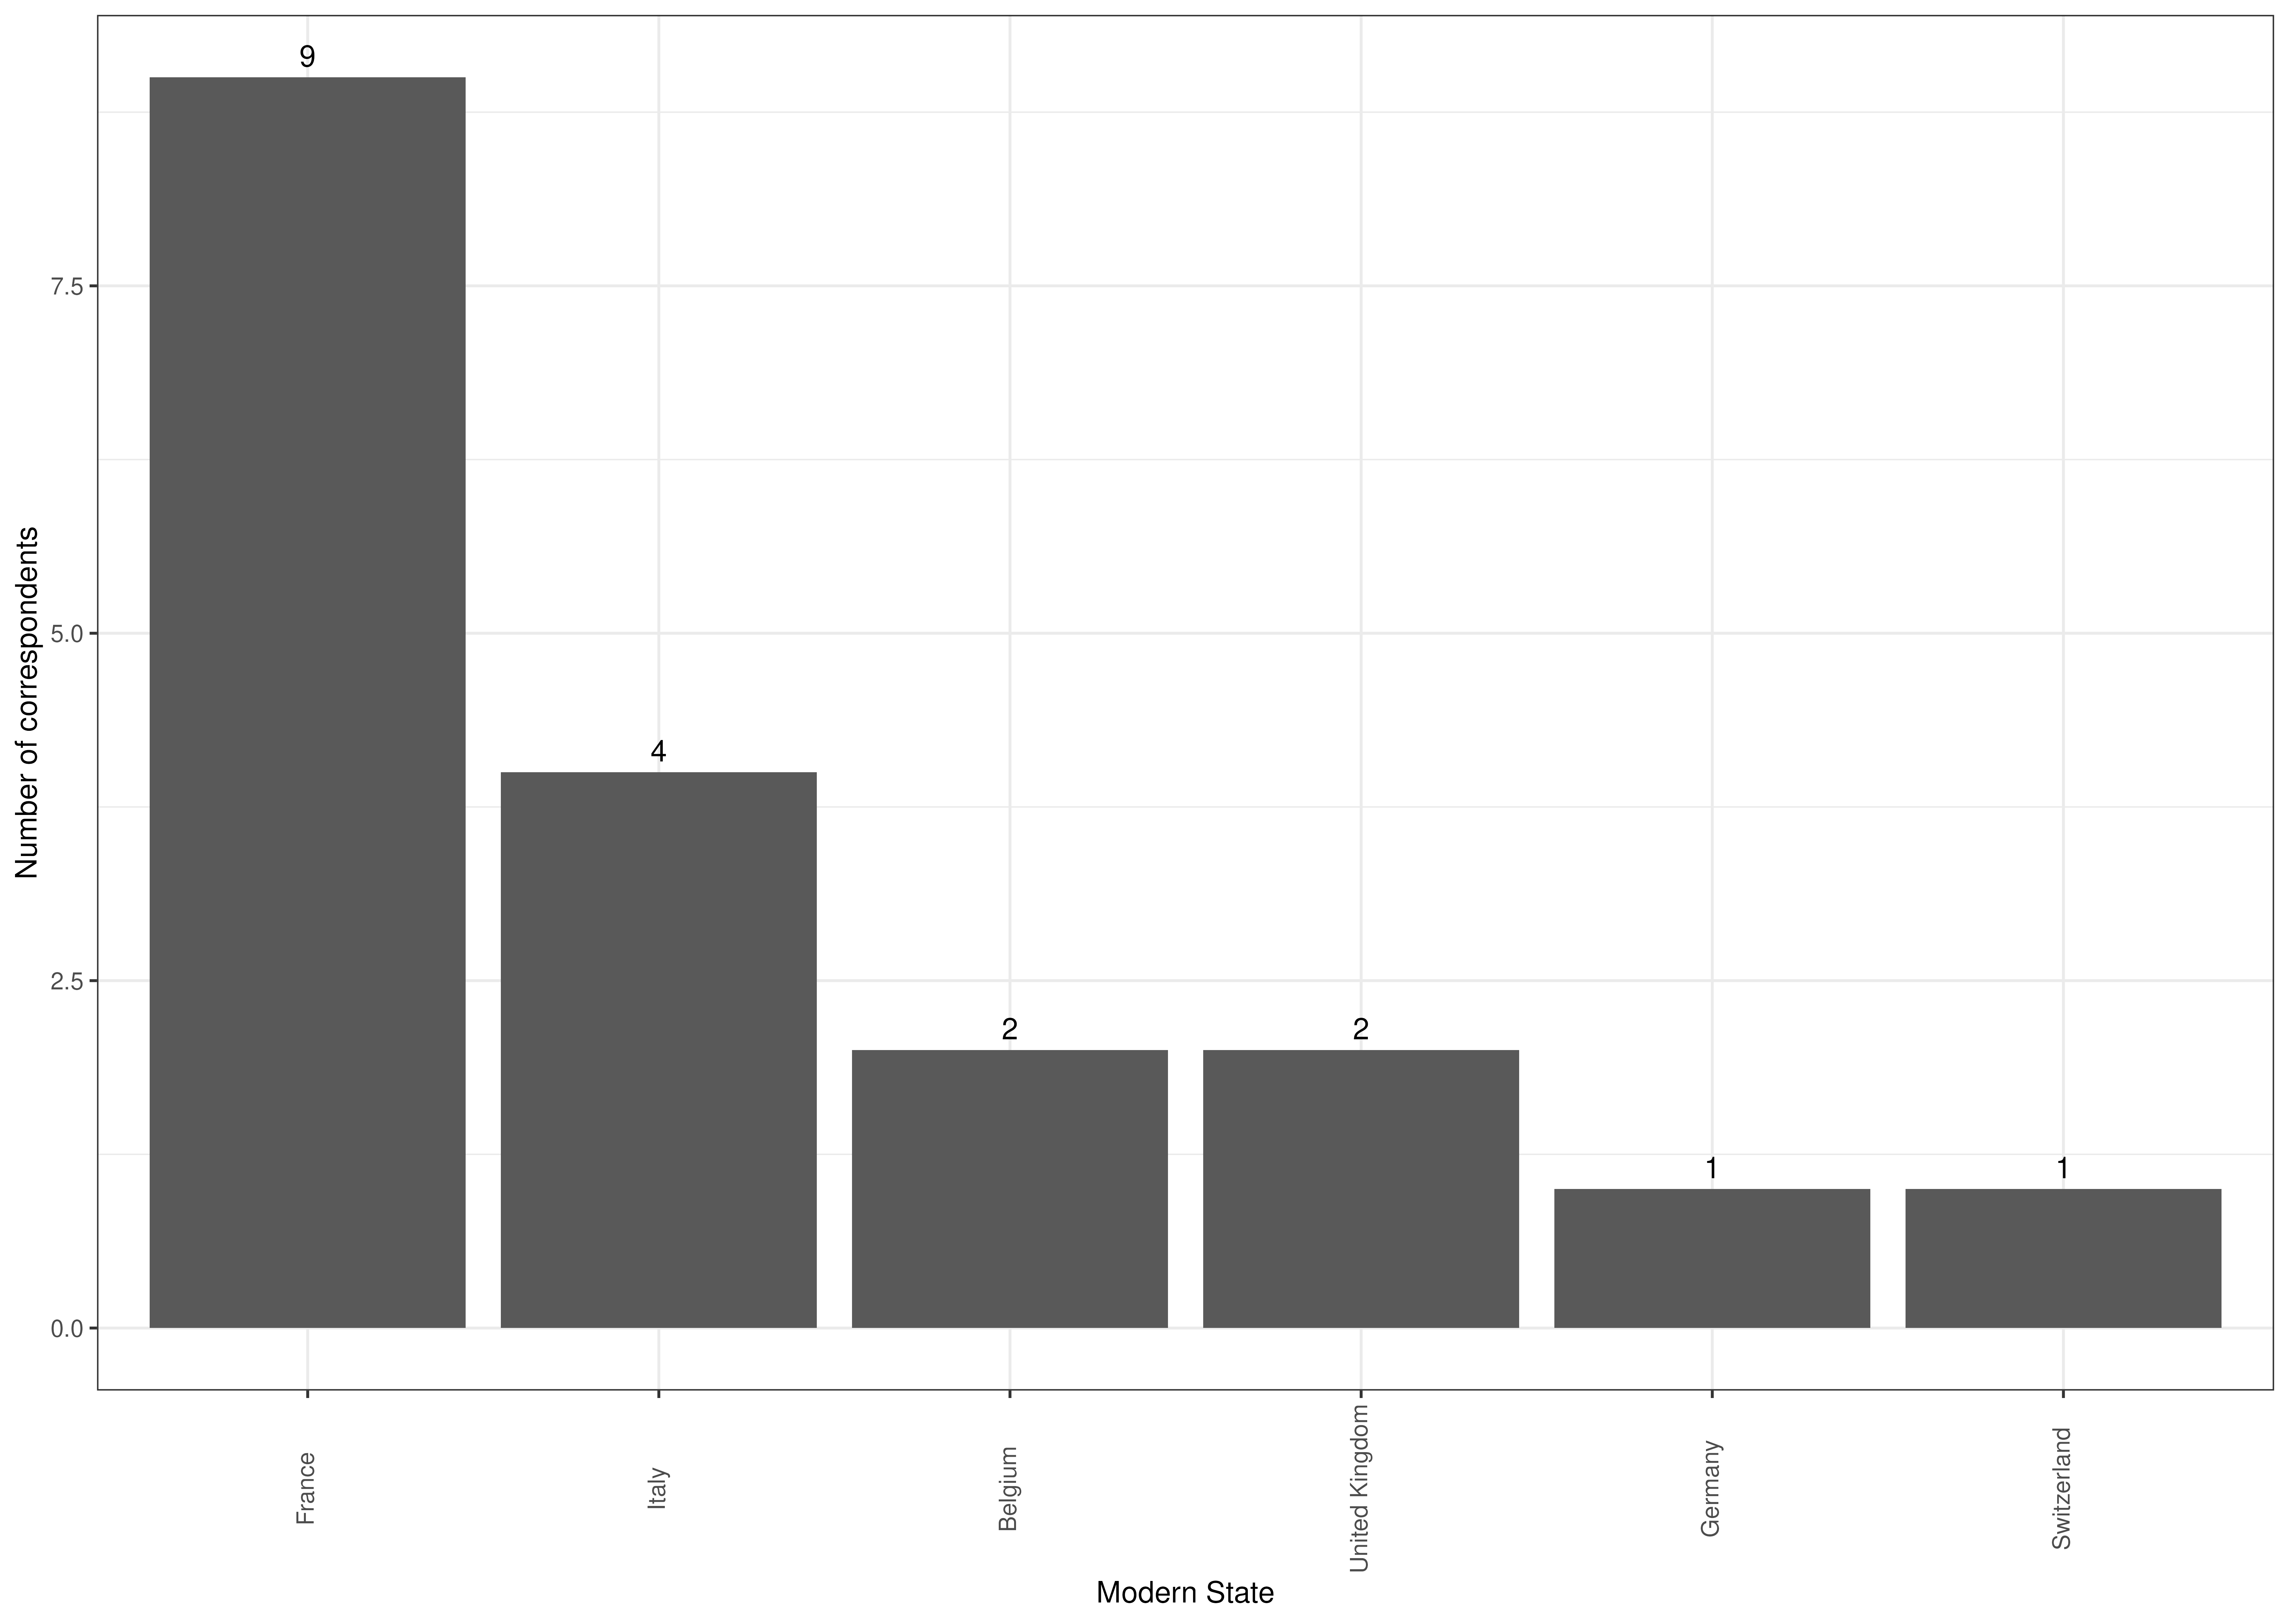 Number of correspondents
7.5
5.0
2.5
0.0
9
4
2
2
1
1
France
Italy
Belgium
United Kingdom
Germany
Switzerland
Modern State